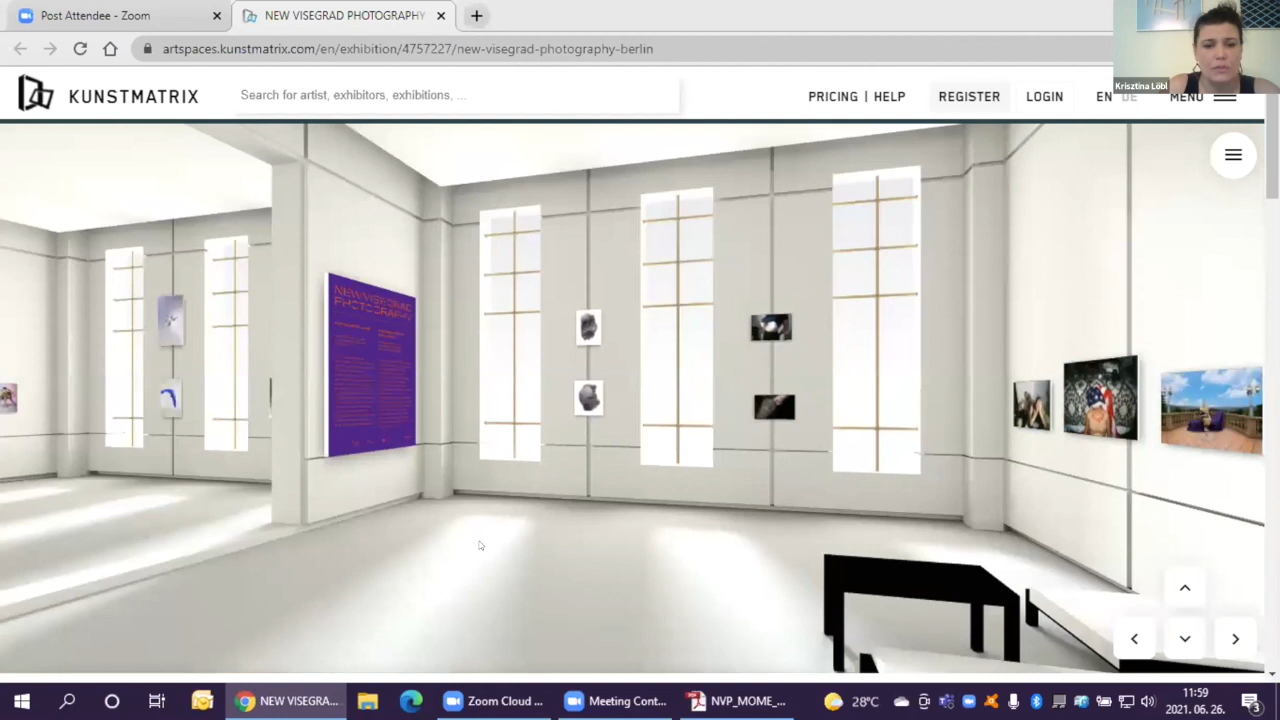 Post Attendee - Zoom
NEW VISEGRAD PHOTOGRAPHY
artspaces.kunstmatrix.com/en/exhibition/4757227/new-visegrad-photography-berlin
Krisztina Löbl
KUNSTMATRIX
Search for artist, exhibitors, exhibitions, ...
PRICING | HELP
REGISTER
LOGIN
EN DE
MENU
NEW VISEGRAD
PHOTOGRAPHY
NEW VISEGRA...
Zoom Cloud ...
Meeting Cont...
NVP_MOME_...
28°C
11:59
2021. 06. 26.
3